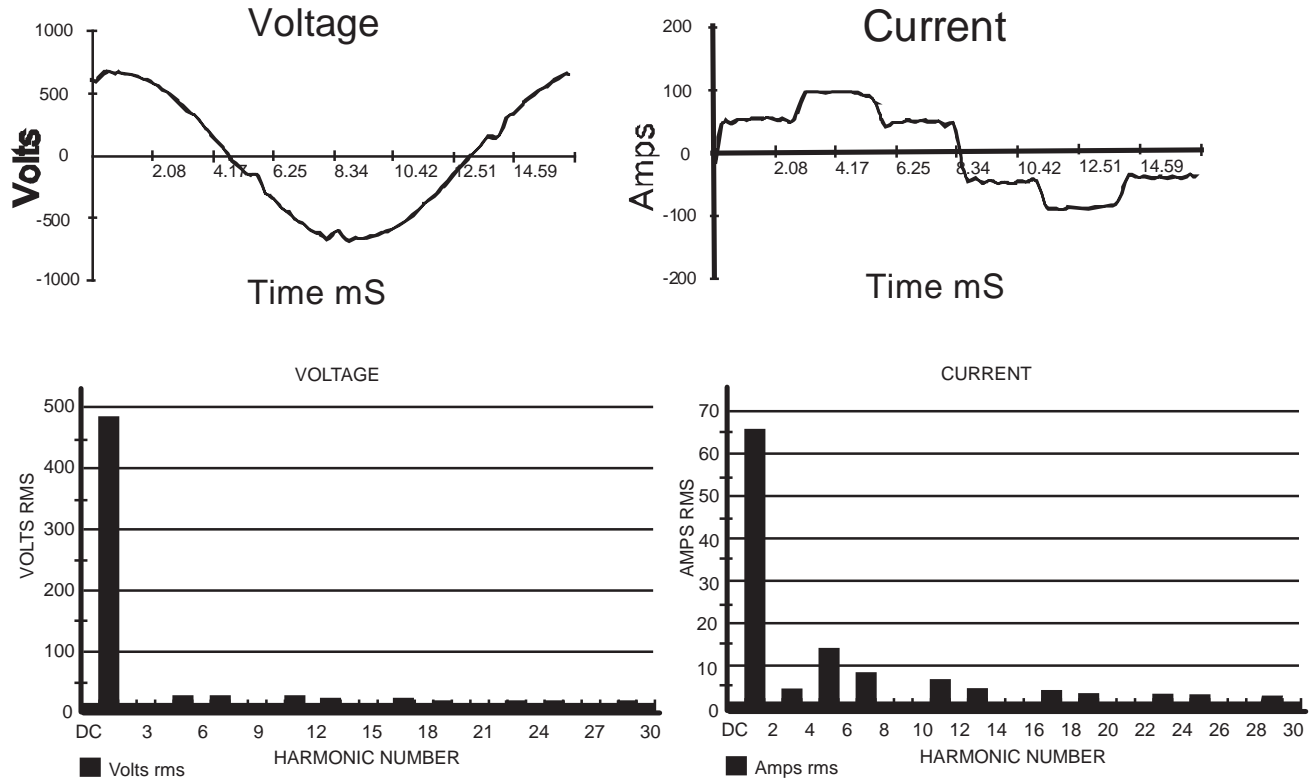 Voltage
1000
500
0
-500
-1000
Volts
2.08 4.17 6.25 8.34 10.42 12.51 14.59
Time mS
Current
200
100
0
-100
-200
Amps
2.08 4.17 6.25 8.34 10.42 12.51 14.59
Time mS
VOLTAGE
500
400
300
200
100
0
VOLTS RMS
DC 3 6 9 12 15 18 21 24 27 30
HARMONIC NUMBER
Volts rms
CURRENT
70
60
50
40
30
20
10
0
AMPS RMS
DC 2 4 6 8 10 12 14 16 18 20 22 24 26 28 30
HARMONIC NUMBER
Amps rms